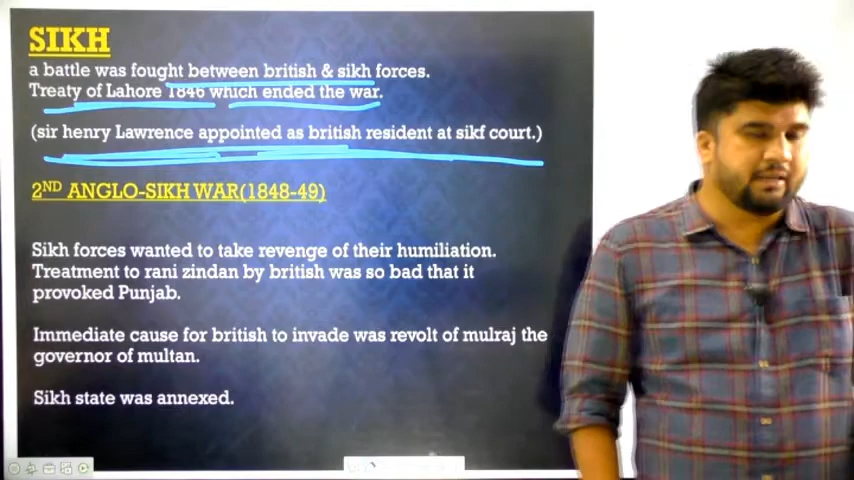 SIKH
a battle was fought between british & sikh forces.
Treaty of Lahore 1846 which ended the war.
(sir henry Lawrence appointed as british resident at sikf court.)
2ND ANGLO-SIKH WAR(1848-49)
Sikh forces wanted to take revenge of their humiliation.
Treatment to rani zindan by british was so bad that it
provoked Punjab.
Immediate cause for british to invade was revolt of mulraj the
governor of multan.
Sikh state was annexed.